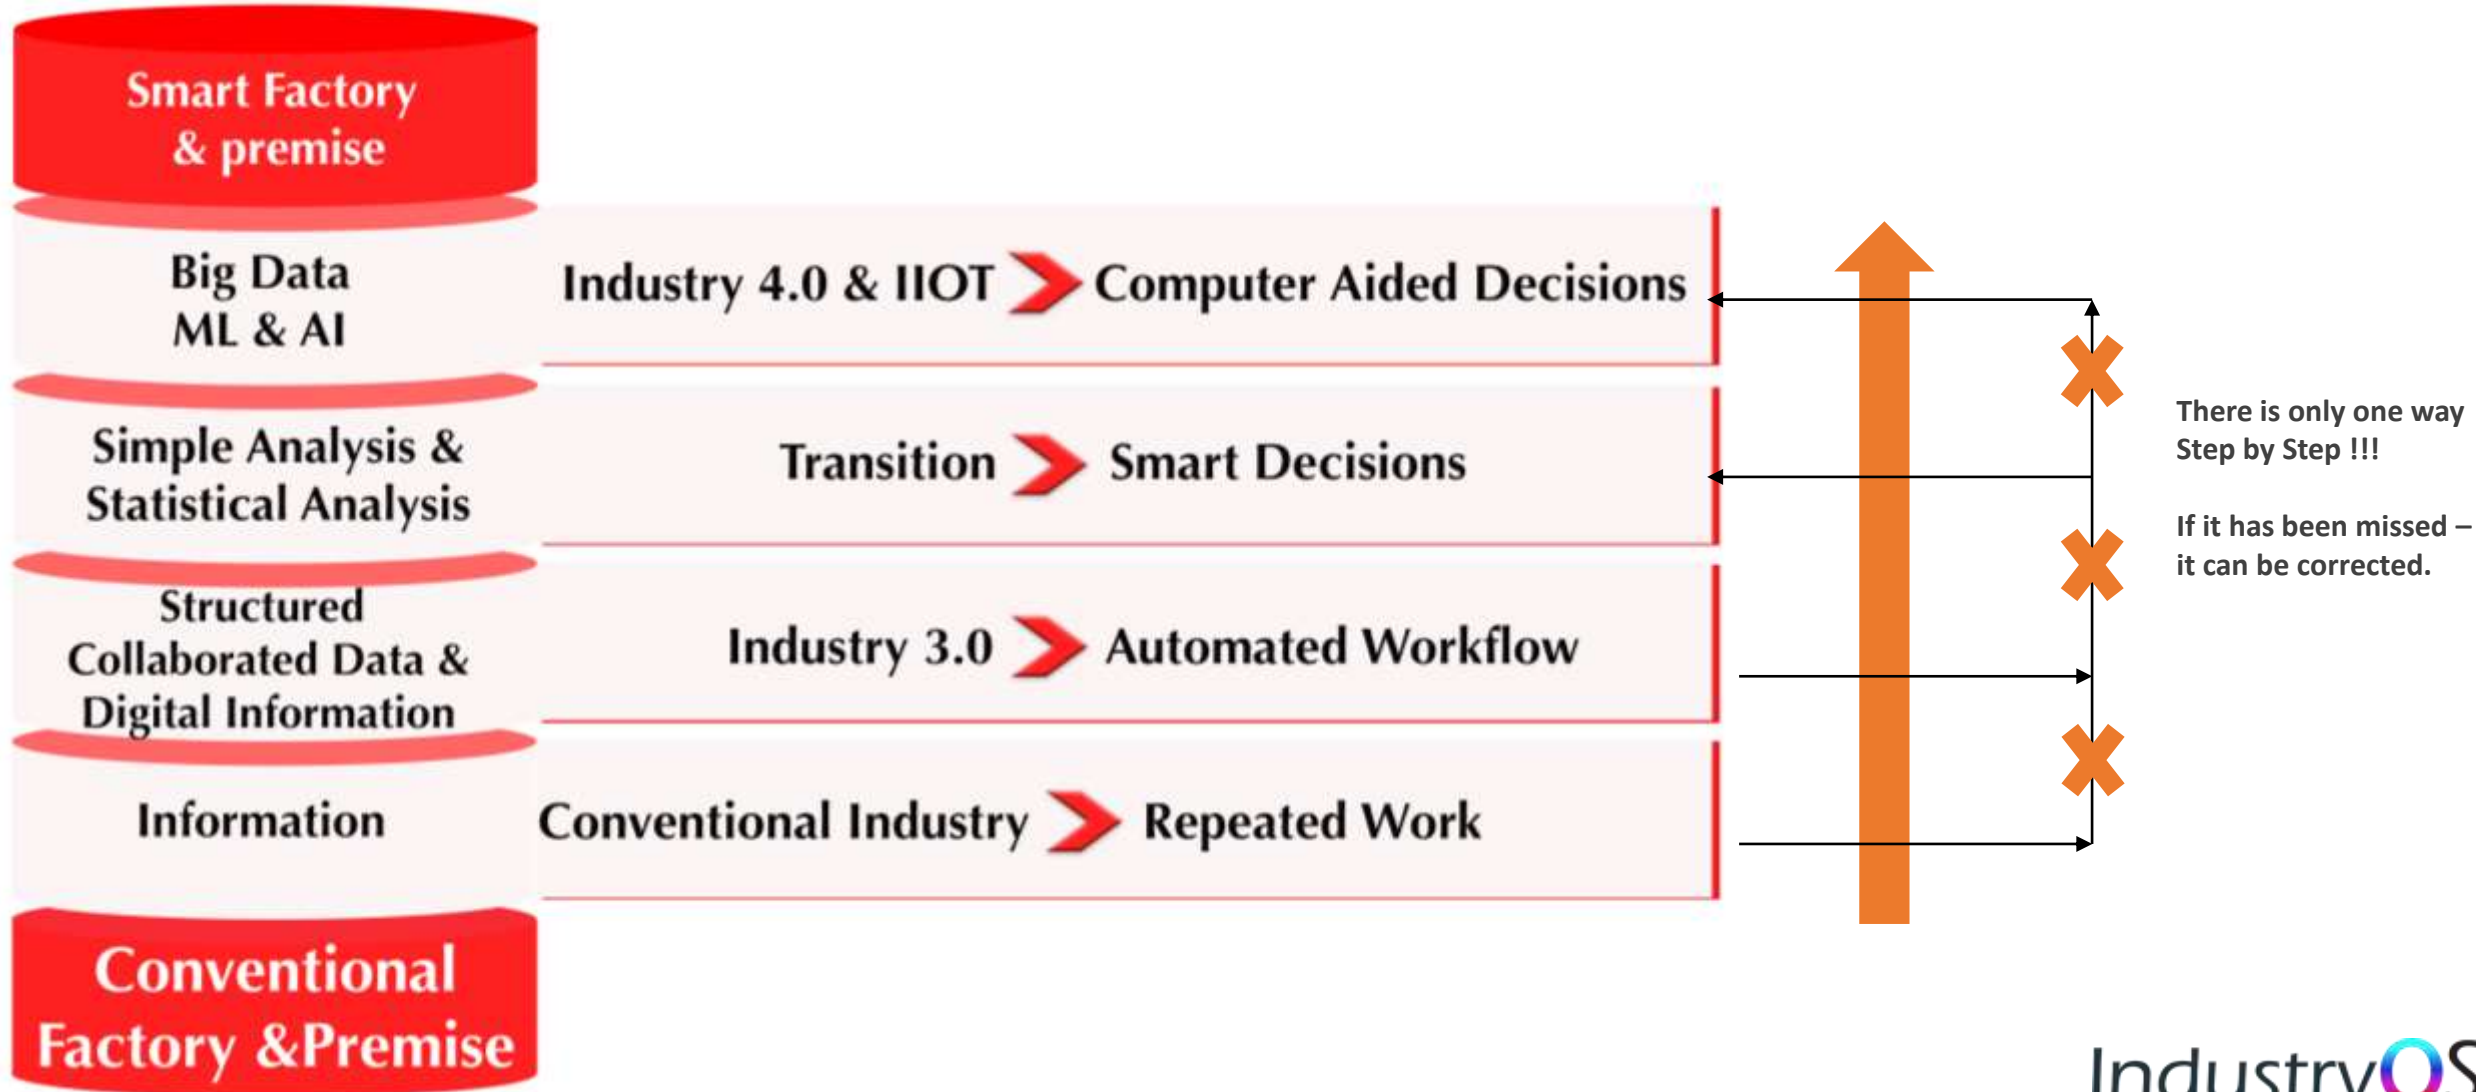 Smart Factory
& premise
Big Data
ML & AI
Industry 4.0 & IIOT
Computer Aided Decisions
Simple Analysis &
Statistical Analysis
Transition
Smart Decisions
Structured
Collaborated Data &
Digital Information
Industry 3.0
Automated Workflow
Information
Conventional Industry
Repeated Work
Conventional
Factory &Premise
There is only one way
Step by Step !!!
If it has been missed –
it can be corrected.
IndustryOS